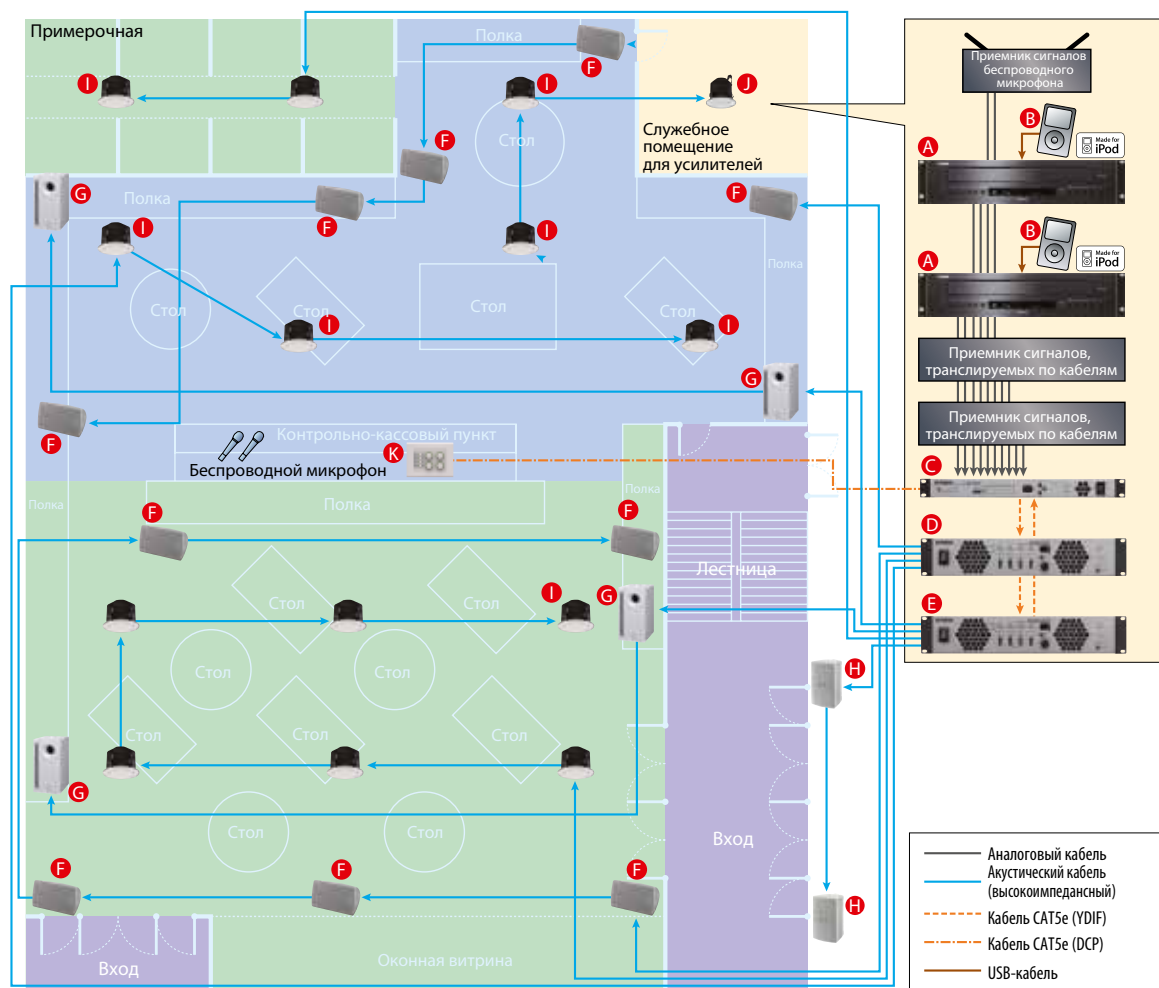 Примерочная
I
Полка
F
I
J
Служебное
помещение
для усилителей
Стол
F
G
Полка
F
F
I
I
Полка
Стол
Стол
I
Стол
Стол
I
G
F
Контрольно-кассовый пункт
Беспроводной микрофон
K
Полка
Полка
Полка
F
F
Лестница
Стол
Стол
I
G
Стол
Стол
H
Стол
Стол
Стол
G
Стол
Стол
Вход
F
F
F
H
Вход
Оконная витрина
Приемник сигналов
беспроводного
микрофона
B
Made for
iPod
A
B
Made for
iPod
A
Приемник сигналов,
транслируемых по кабелям
Приемник сигналов,
транслируемых по кабелям
C
D
E
Аналоговый кабель
Акустический кабель
(высокоимпедансный)
Кабель CAT5e (YDIF)
Кабель CAT5e (DCP)
USB-кабель